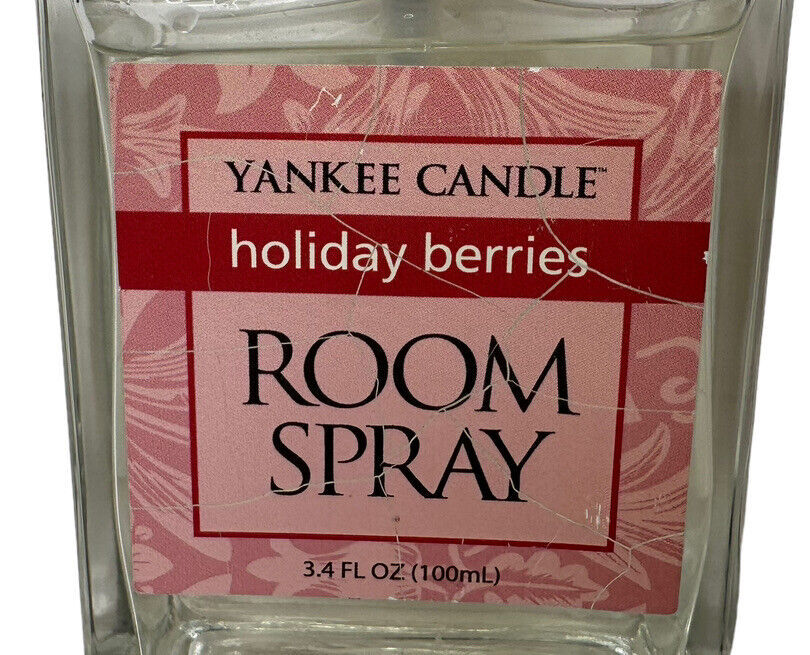 YANKEE CANDLE™
holiday berries
ROOM
SPRAY
3.4 FL OZ. (100mL)